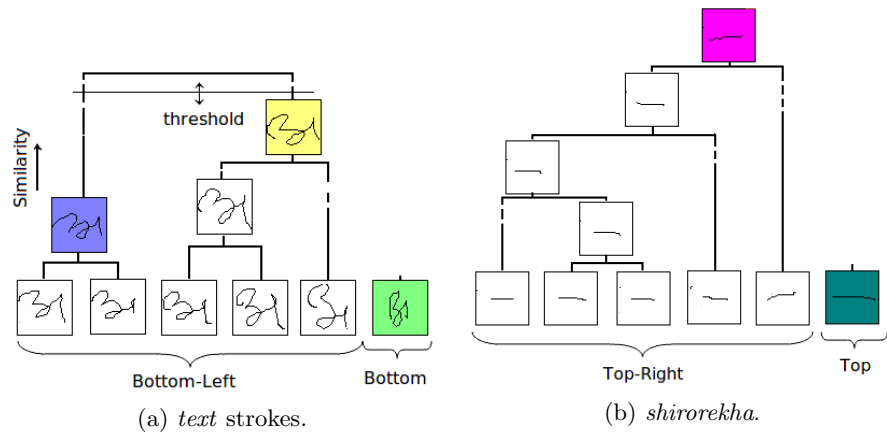 threshold
Similarity
Bottom-Left
Bottom
(a) text strokes.
Top-Right
Top
(b) shirorekha.